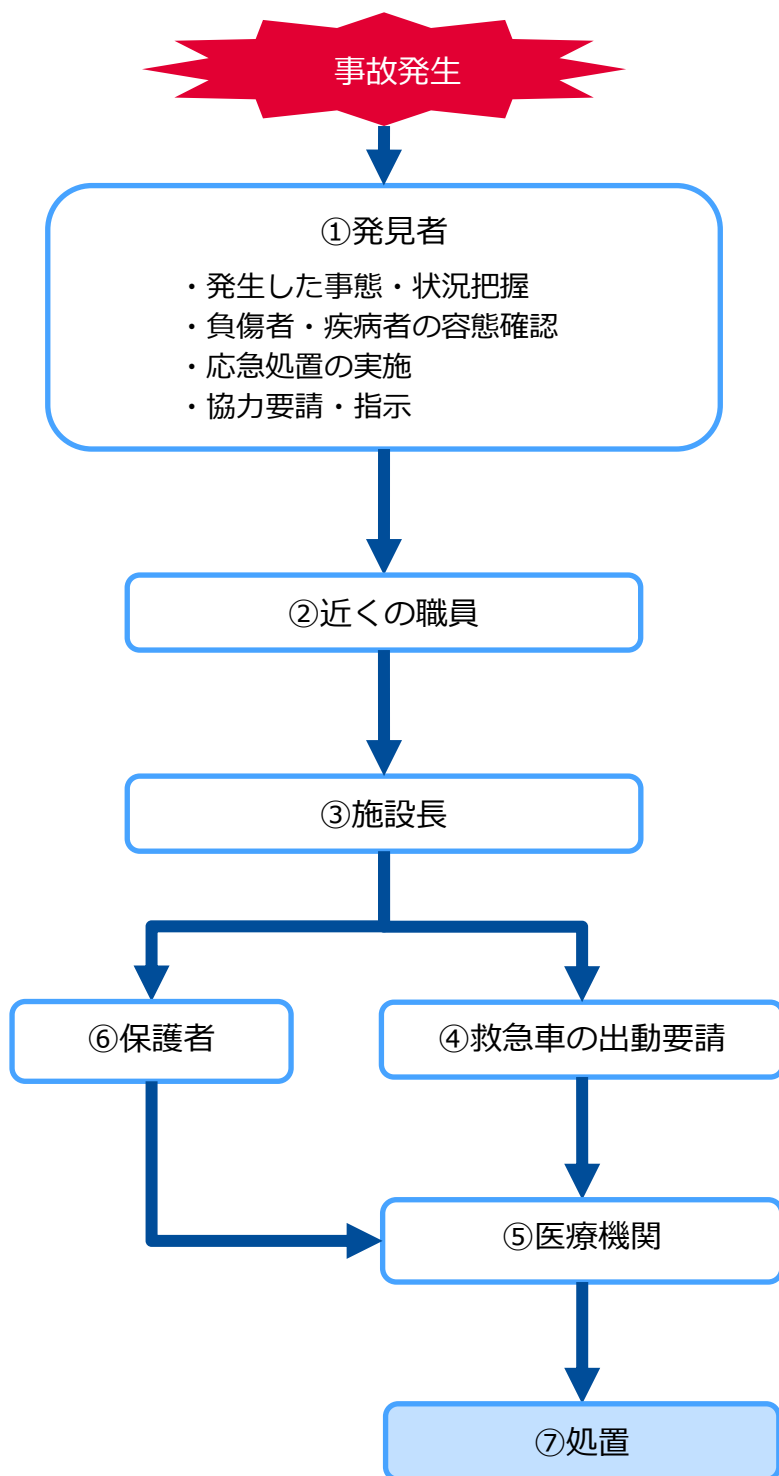 事故発生
①発見者
・発生した事態・状況把握
・負傷者・疾病者の容態確認
・応急処置の実施
・協力要請・指示
②近くの職員
③施設長
⑥保護者
④救急車の出動要請
⑤医療機関
⑦処置